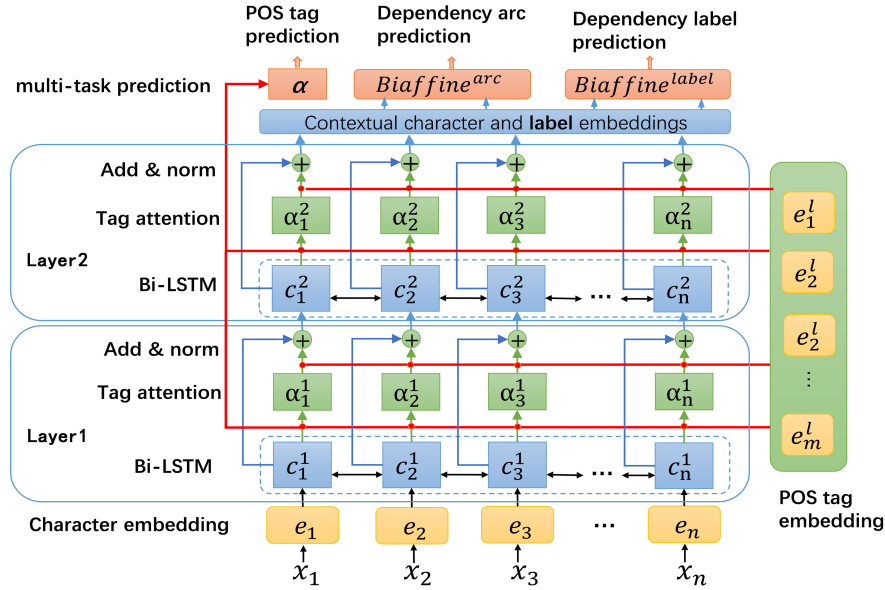 POS tag prediction
Dependency arc prediction
Dependency label prediction
multi-task prediction
α
Biaffine^{arc}
Biaffine^{label}
Contextual character and label embeddings
Add & norm
+ + + +
Tag attention
α_1^2 α_2^2 α_3^2 α_n^2
Layer2
Bi-LSTM
c_1^2 c_2^2 c_3^2 ... c_n^2
Add & norm
+ + + +
Tag attention
α_1^1 α_2^1 α_3^1 α_n^1
Layer1
Bi-LSTM
c_1^1 c_2^1 c_3^1 ... c_n^1
Character embedding
e_1 e_2 e_3 ... e_n
x_1 x_2 x_3 x_n
e_1^l
e_2^l
e_2^l
⋮
e_m^l
POS tag
embedding